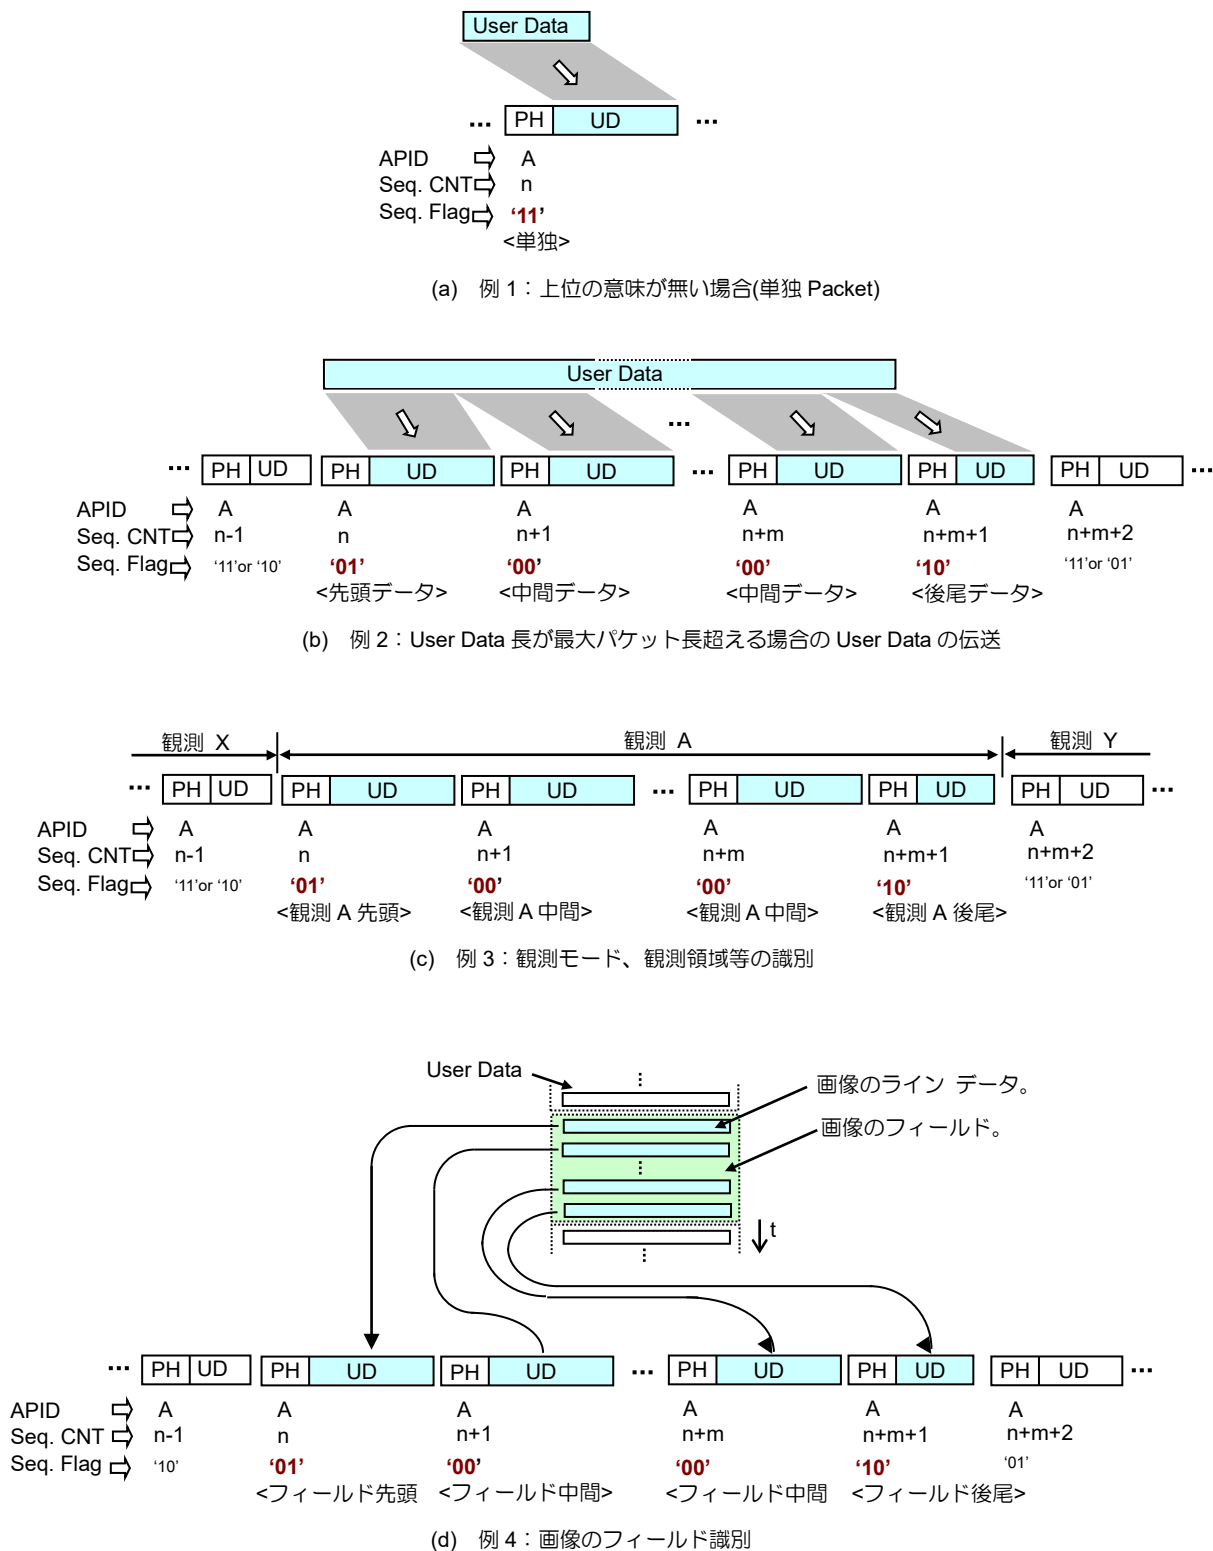 User Data
… PH UD …
APID A
Seq. CNT n
Seq. Flag ‘11’
<単独>
(a) 例 1：上位の意味が無い場合(単独 Packet)
User Data
…
… PH UD PH UD PH UD … PH UD PH UD PH UD …
APID A A A A A A
Seq. CNT n-1 n n+1 n+m n+m+1 n+m+2
Seq. Flag ‘11’or ‘10’ ‘01’ ‘00’ ‘00’ ‘10’ ‘11’or ‘01’
<先頭データ> <中間データ> <中間データ> <後尾データ>
(b) 例 2：User Data 長が最大パケット長超える場合の User Data の伝送
観測 X 観測 A 観測 Y
… PH UD PH UD PH UD … PH UD PH UD PH UD …
APID A A A A A A
Seq. CNT n-1 n n+1 n+m n+m+1 n+m+2
Seq. Flag ‘11’or ‘10’ ‘01’ ‘00’ ‘00’ ‘10’ ‘11’or ‘01’
<観測 A 先頭> <観測 A 中間> <観測 A 中間> <観測 A 後尾>
(c) 例 3：観測モード、観測領域等の識別
User Data
…
画像のライン データ。
画像のフィールド。
…
t
…
… PH UD PH UD PH UD … PH UD PH UD PH UD …
APID A A A A A A
Seq. CNT n-1 n n+1 n+m n+m+1 n+m+2
Seq. Flag ‘10’ ‘01’ ‘00’ ‘00’ ‘10’ ‘01’
<フィールド先頭 <フィールド中間> <フィールド中間 <フィールド後尾>
(d) 例 4：画像のフィールド識別